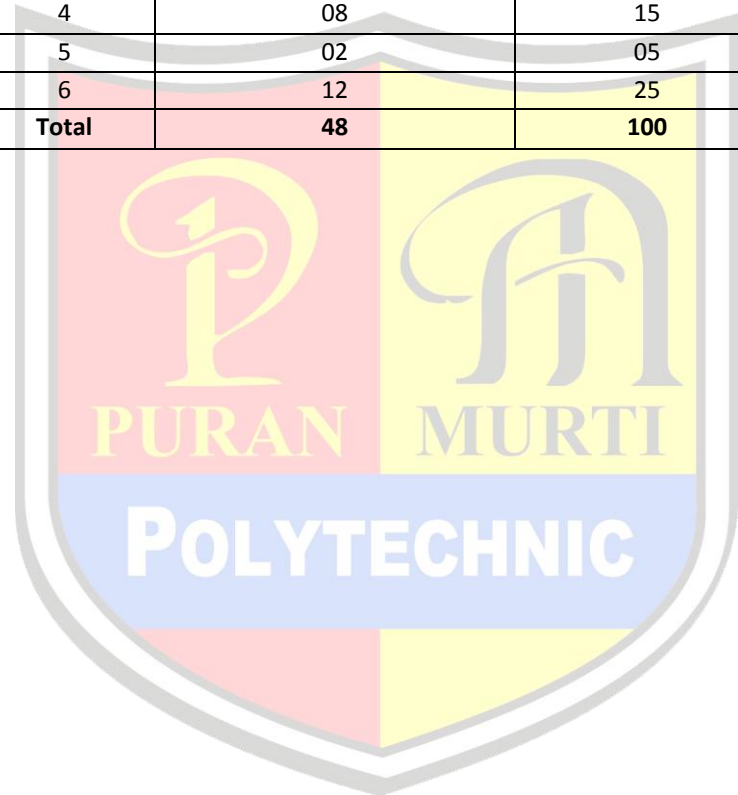 4 08 15
5 02 05
6 12 25
Total 48 100
PURAN MURTI
POLYTECHNIC